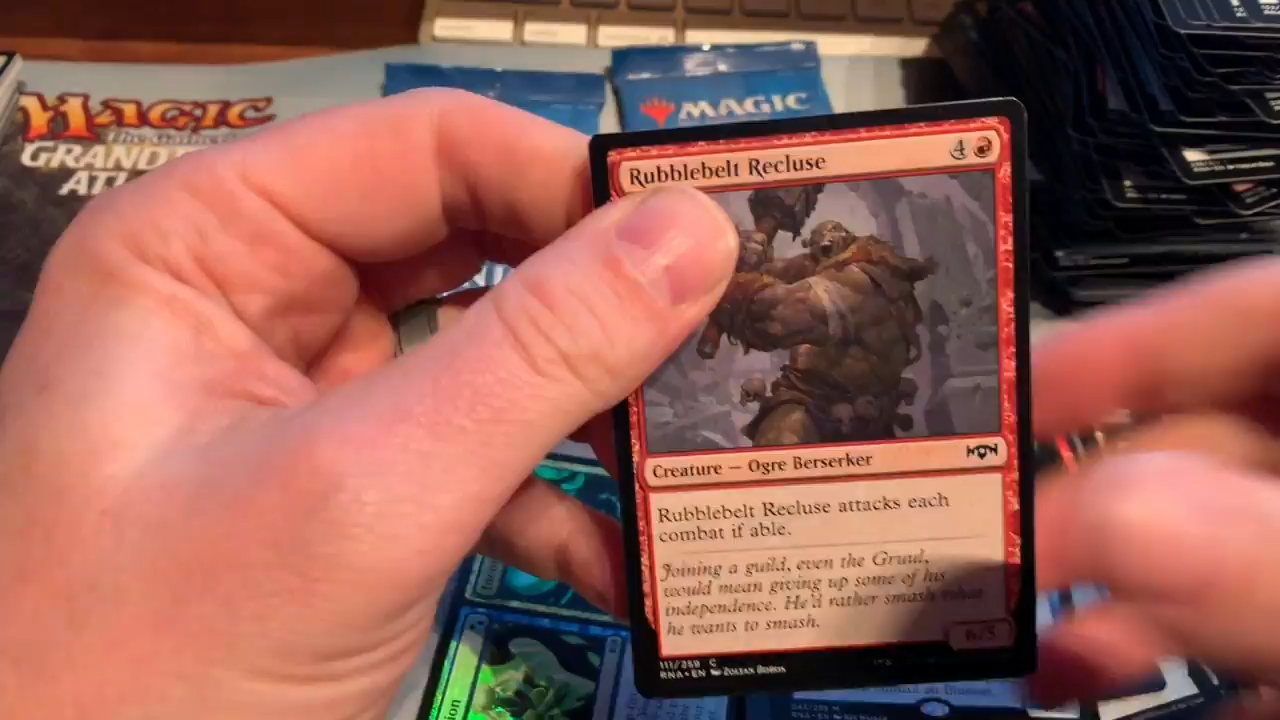 MAGIC
The Gather
GRAND
ATL
MAGIC
Rubblebelt Recluse
4
Creature — Ogre Berserker
Rubblebelt Recluse attacks each
combat if able.
Joining a guild, even the Gruul,
would mean giving up some of his
independence. He'd rather smash what
he wants to smash.
6/5
111/259 C
RNA • EN Zoltan Boros